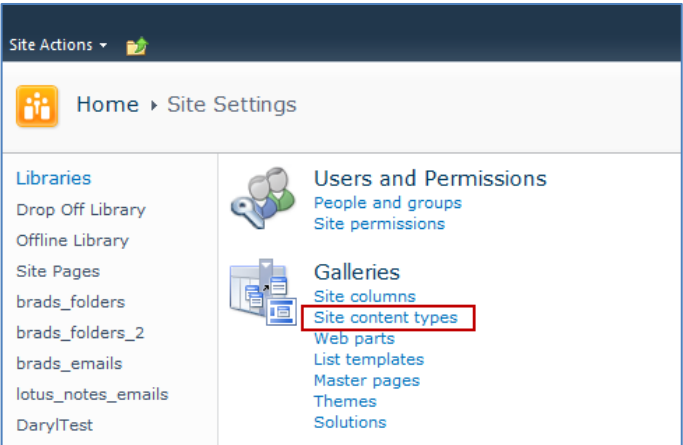 Site Actions
Home ▸ Site Settings
Libraries
Drop Off Library
Offline Library
Site Pages
brads_folders
brads_folders_2
brads_emails
lotus_notes_emails
DarylTest
Users and Permissions
People and groups
Site permissions
Galleries
Site columns
Site content types
Web parts
List templates
Master pages
Themes
Solutions